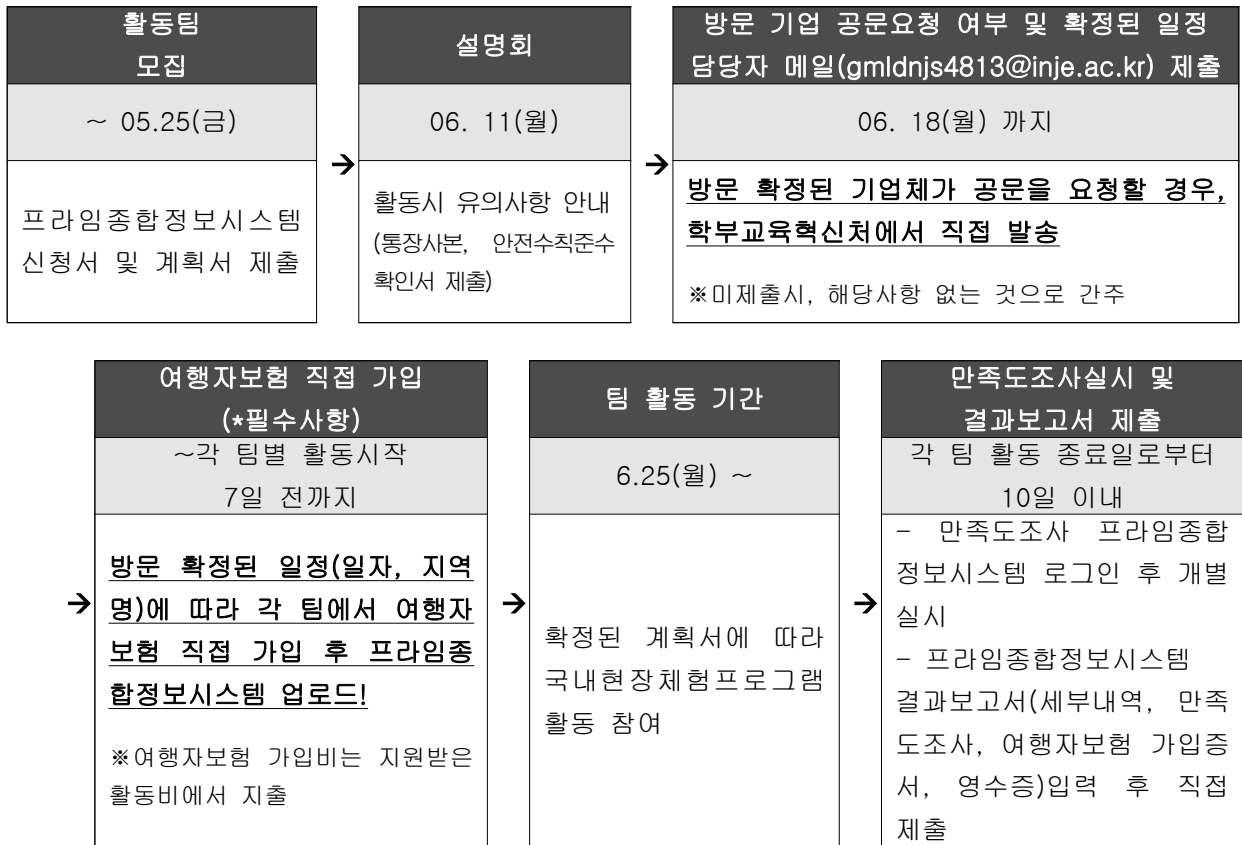 활동팀
모집
~ 05.25(금)
프라임종합정보시스템
신청서 및 계획서 제출
→
설명회
06. 11(월)
활동시 유의사항 안내
(통장사본, 안전수칙준수
확인서 제출)
→
방문 기업 공문요청 여부 및 확정된 일정
담당자 메일(gmldnjs4813@inje.ac.kr) 제출
06. 18(월) 까지
방문 확정된 기업체가 공문을 요청할 경우,
학부교육혁신처에서 직접 발송
※미제출시, 해당사항 없는 것으로 간주
→
여행자보험 직접 가입
(*필수사항)
~각 팀별 활동시작
7일 전까지
방문 확정된 일정(일자, 지역
명)에 따라 각 팀에서 여행자
보험 직접 가입 후 프라임종
합정보시스템 업로드!
※여행자보험 가입비는 지원받은
활동비에서 지출
→
팀 활동 기간
6.25(월) ~
확정된 계획서에 따라
국내현장체험프로그램
활동 참여
→
만족도조사실시 및
결과보고서 제출
각 팀 활동 종료일로부터
10일 이내
- 만족도조사 프라임종합
정보시스템 로그인 후 개별
실시
- 프라임종합정보시스템
결과보고서(세부내역, 만족
도조사, 여행자보험 가입증
서, 영수증)입력 후 직접
제출